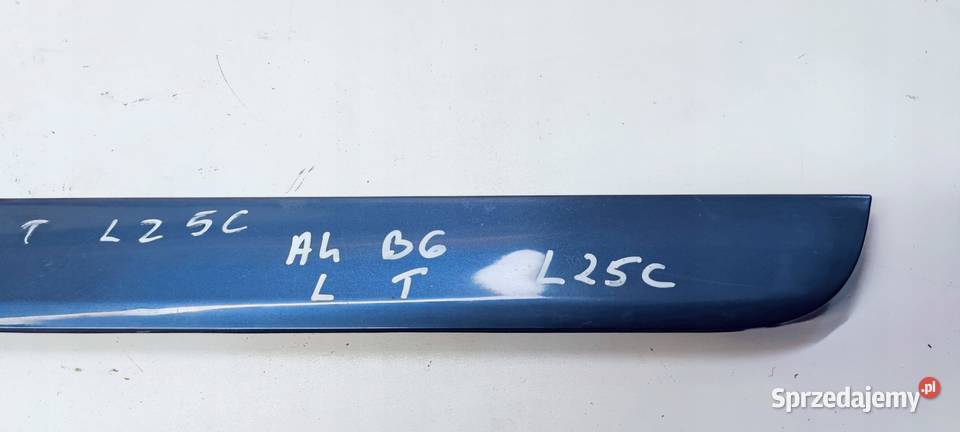 T L25C
A4 B6
L T L25C
Sprzedajemy.pl